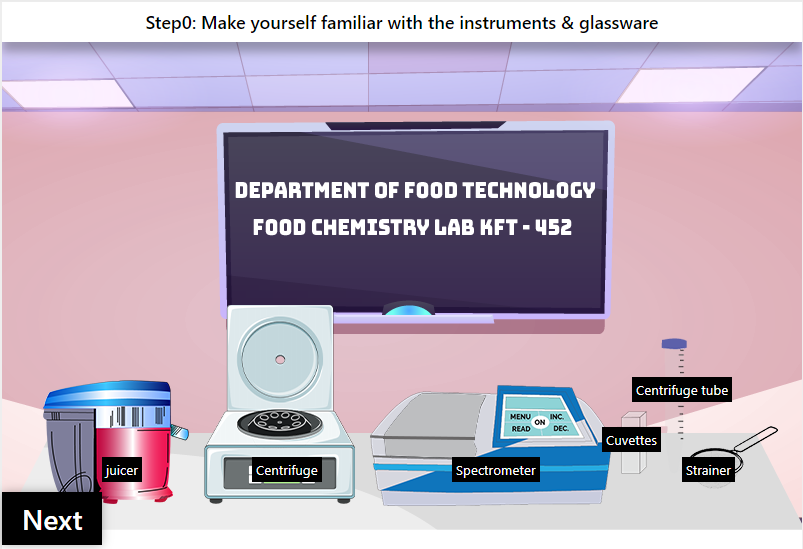 Step0: Make yourself familiar with the instruments & glassware
DEPARTMENT OF FOOD TECHNOLOGY
FOOD CHEMISTRY LAB KFT - 452
Centrifuge tube
MENU INC.
ON
READ DEC.
Cuvettes
juicer
Centrifuge
Spectrometer
Strainer
Next